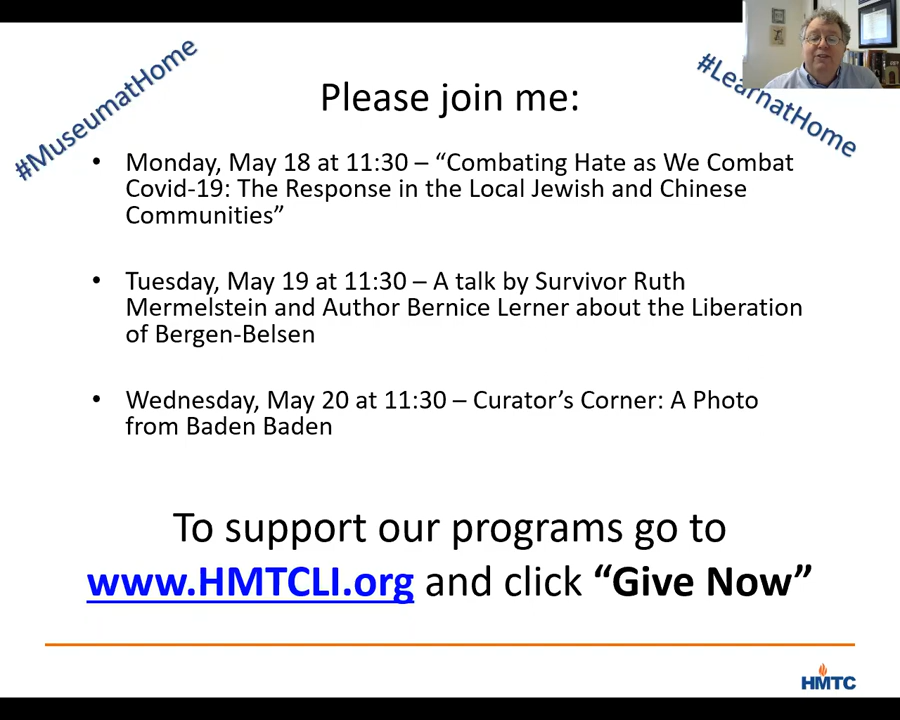 #MuseumatHome
#LearnatHome
Please join me:
• Monday, May 18 at 11:30 – “Combating Hate as We Combat
Covid-19: The Response in the Local Jewish and Chinese
Communities”
• Tuesday, May 19 at 11:30 – A talk by Survivor Ruth
Mermelstein and Author Bernice Lerner about the Liberation
of Bergen-Belsen
• Wednesday, May 20 at 11:30 – Curator’s Corner: A Photo
from Baden Baden
To support our programs go to
www.HMTCLI.org and click “Give Now”
HMTC